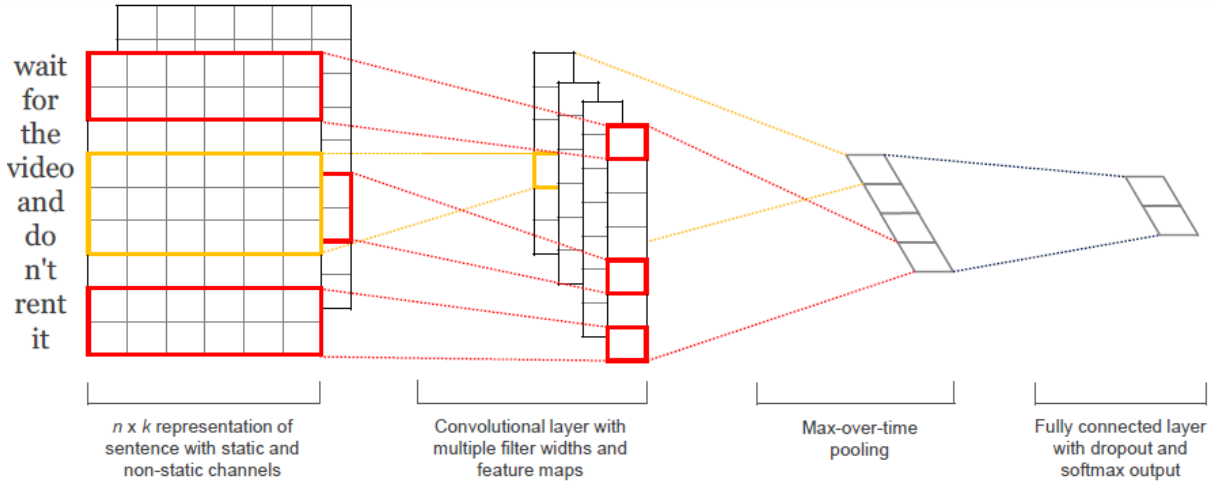 wait
for
the
video
and
do
n't
rent
it
n x k representation of
sentence with static and
non-static channels
Convolutional layer with
multiple filter widths and
feature maps
Max-over-time
pooling
Fully connected layer
with dropout and
softmax output